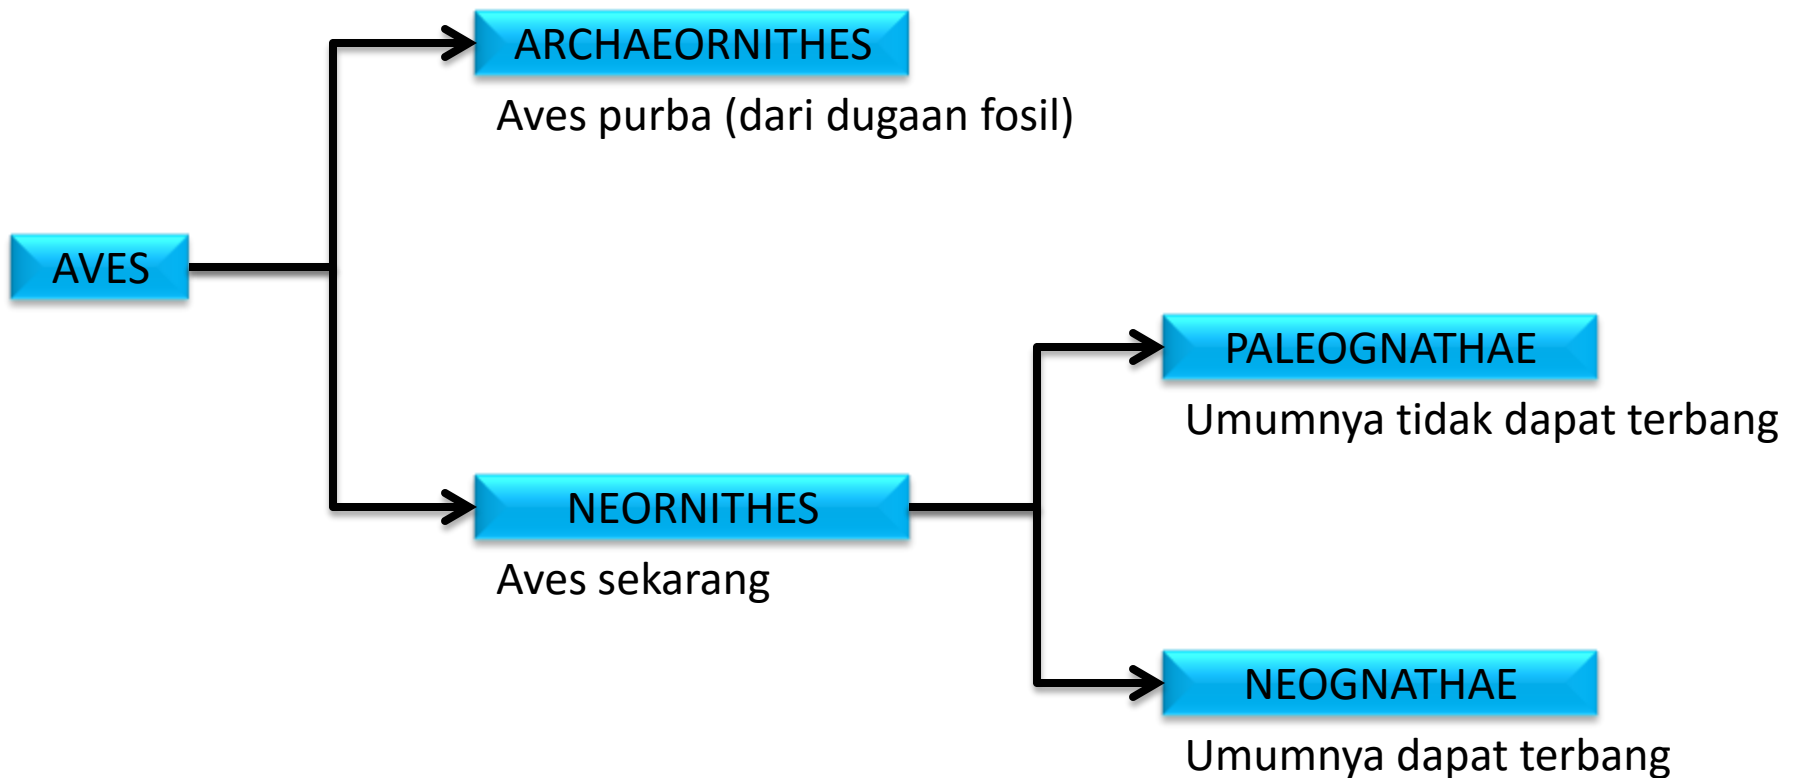 ARCHAEORNITHES
Aves purba (dari dugaan fosil)
AVES
PALEOGNATHAE
Umumnya tidak dapat terbang
NEORNITHES
Aves sekarang
NEOGNATHAE
Umumnya dapat terbang